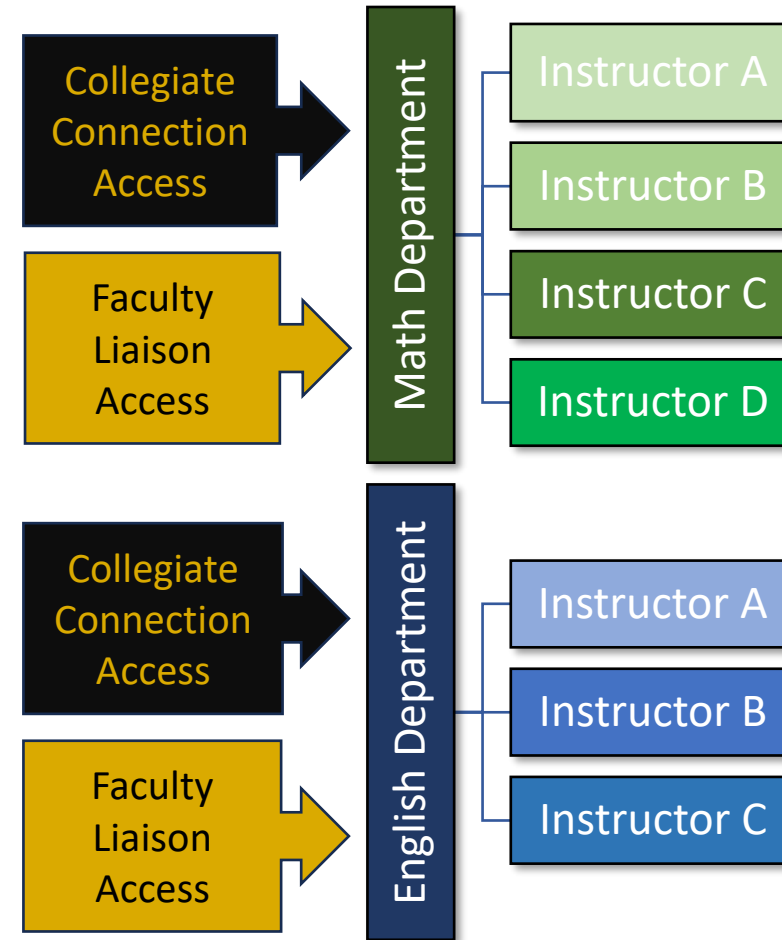 Collegiate
Connection
Access
Faculty
Liaison
Access
Math Department
Instructor A
Instructor B
Instructor C
Instructor D
Collegiate
Connection
Access
Faculty
Liaison
Access
English Department
Instructor A
Instructor B
Instructor C